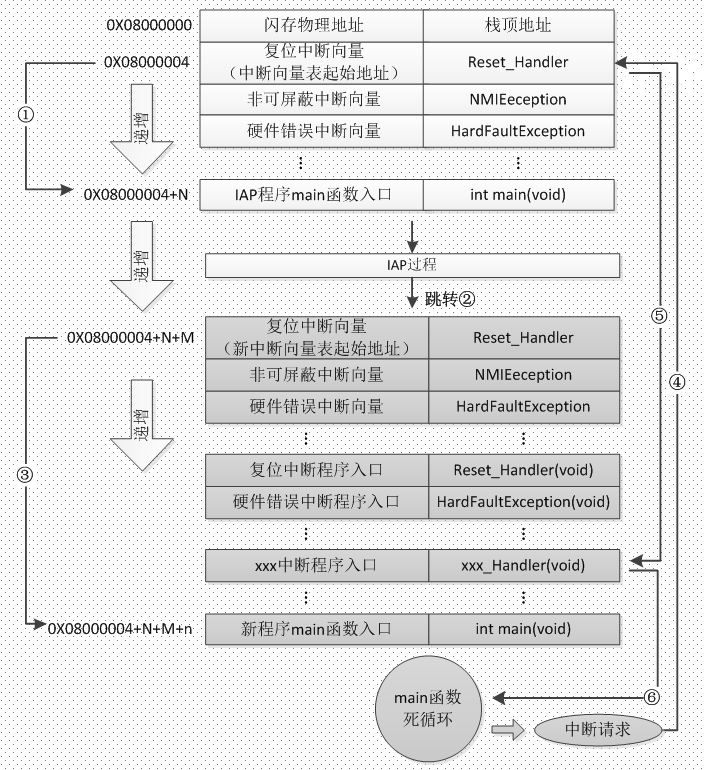 0X08000000 闪存物理地址 栈顶地址
0X08000004 复位中断向量
（中断向量表起始地址） Reset_Handler
非可屏蔽中断向量 NMIEeception
硬件错误中断向量 HardFaultException
①
递增
⋮ ⋮
0X08000004+N IAP程序main函数入口 int main(void)
递增
IAP过程
跳转②
⑤
0X08000004+N+M 复位中断向量
（新中断向量表起始地址） Reset_Handler
非可屏蔽中断向量 NMIEeception
④
硬件错误中断向量 HardFaultException
递增
⋮ ⋮
③
复位中断程序入口 Reset_Handler(void)
硬件错误中断程序入口 HardFaultException(void)
⋮ ⋮
xxx中断程序入口 xxx_Handler(void)
⋮ ⋮
0X08000004+N+M+n 新程序main函数入口 int main(void)
⑥
main函数
死循环
中断请求